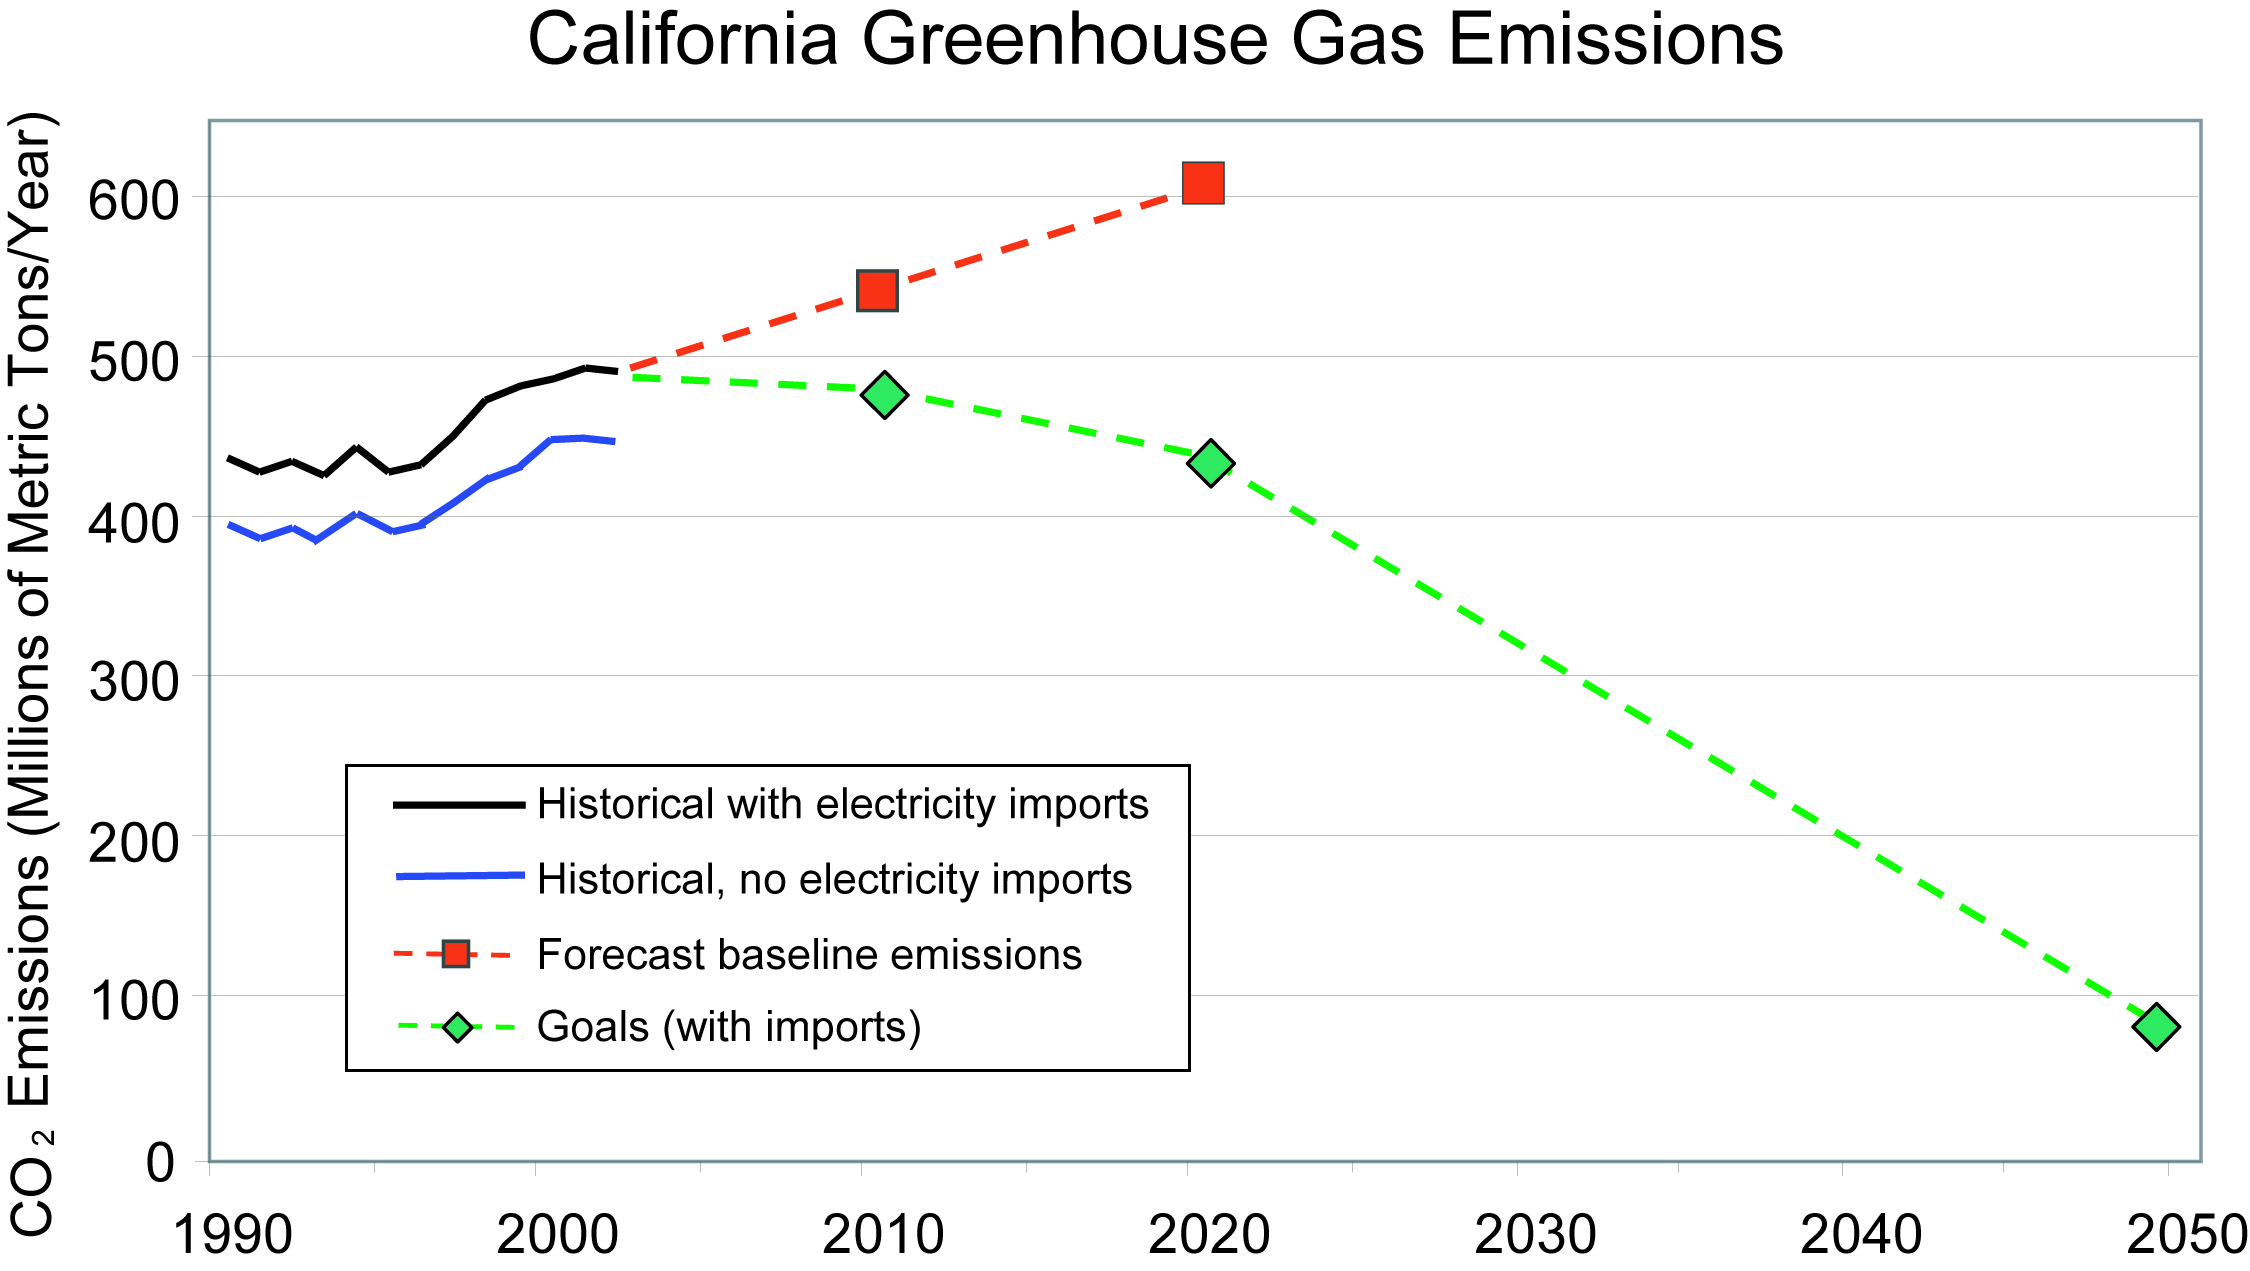 California Greenhouse Gas Emissions
CO2 Emissions (Millions of Metric Tons/Year)
600
500
400
300
200
100
0
Historical with electricity imports
Historical, no electricity imports
Forecast baseline emissions
Goals (with imports)
1990 2000 2010 2020 2030 2040 2050